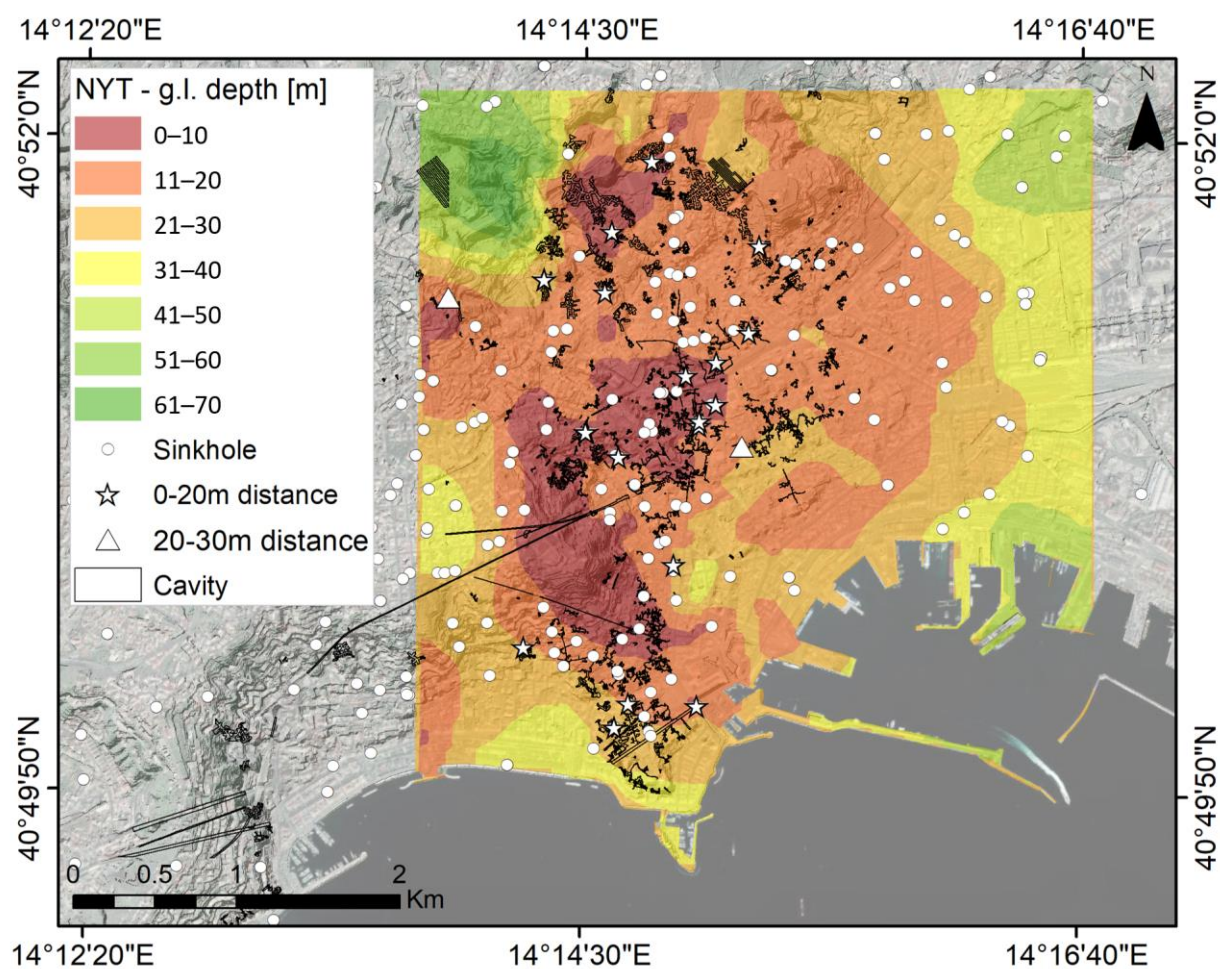 14°12'20"E 14°14'30"E 14°16'40"E
40°52'0"N
40°52'0"N
N
NYT - g.l. depth [m]
0–10
11–20
21–30
31–40
41–50
51–60
61–70
Sinkhole
0-20m distance
20-30m distance
Cavity
40°49'50"N
40°49'50"N
0 0.5 1 2
Km
14°12'20"E 14°14'30"E 14°16'40"E